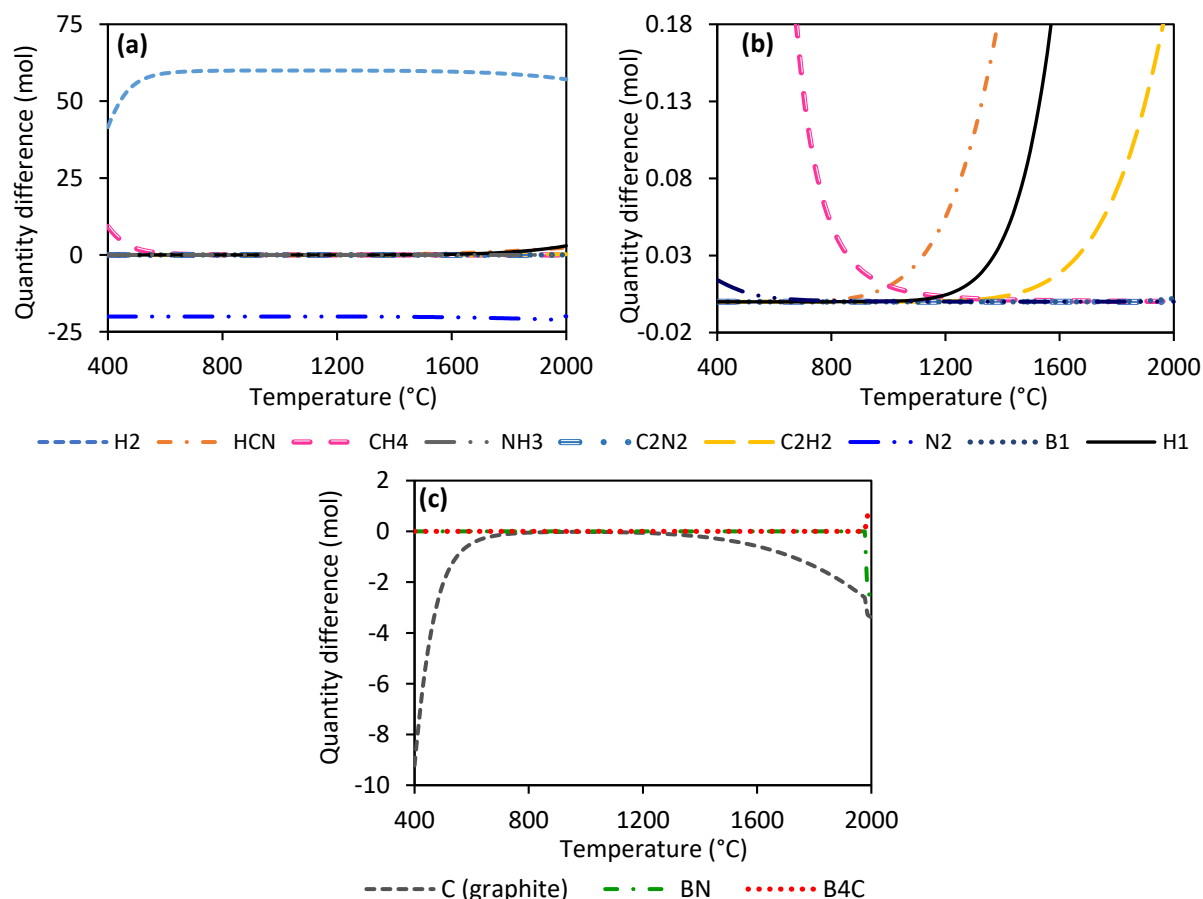 (a)
Quantity difference (mol)
75
50
25
0
-25
400 800 1200 1600 2000
Temperature (°C)
(b)
Quantity difference (mol)
0.18
0.13
0.08
0.03
-0.02
400 800 1200 1600 2000
Temperature (°C)
H2 HCN CH4 NH3 C2N2 C2H2 N2 B1 H1
(c)
Quantity difference (mol)
2
0
-2
-4
-6
-8
-10
400 800 1200 1600 2000
Temperature (°C)
C (graphite) BN B4C